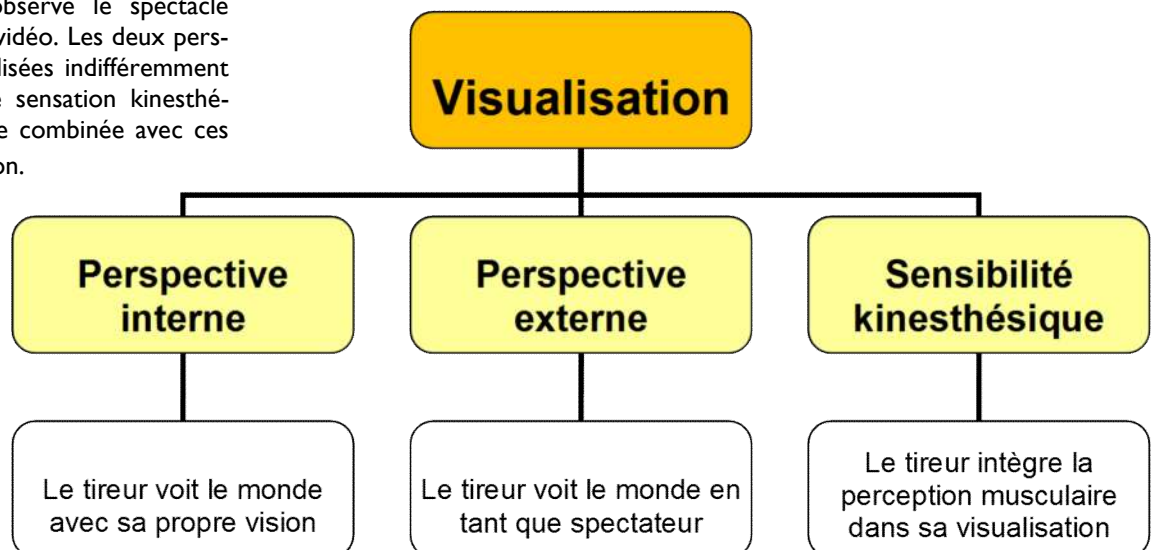 observe le spectacle
vidéo. Les deux pers-
lisées indifféremment
sensation kinesthé-
e combinée avec ces
on.
Visualisation
Perspective
interne
Perspective
externe
Sensibilité
kinesthésique
Le tireur voit le monde
avec sa propre vision
Le tireur voit le monde en
tant que spectateur
Le tireur intègre la
perception musculaire
dans sa visualisation